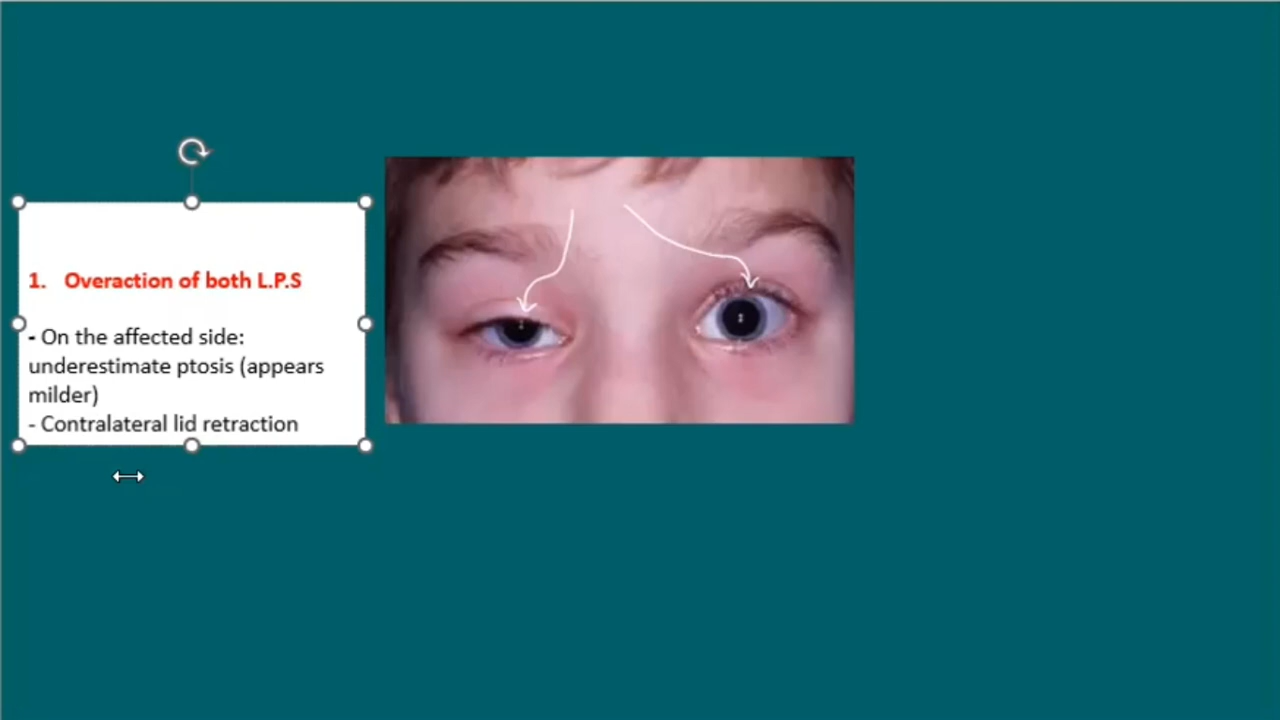 1. Overaction of both L.P.S
- On the affected side:
underestimate ptosis (appears
milder)
- Contralateral lid retraction